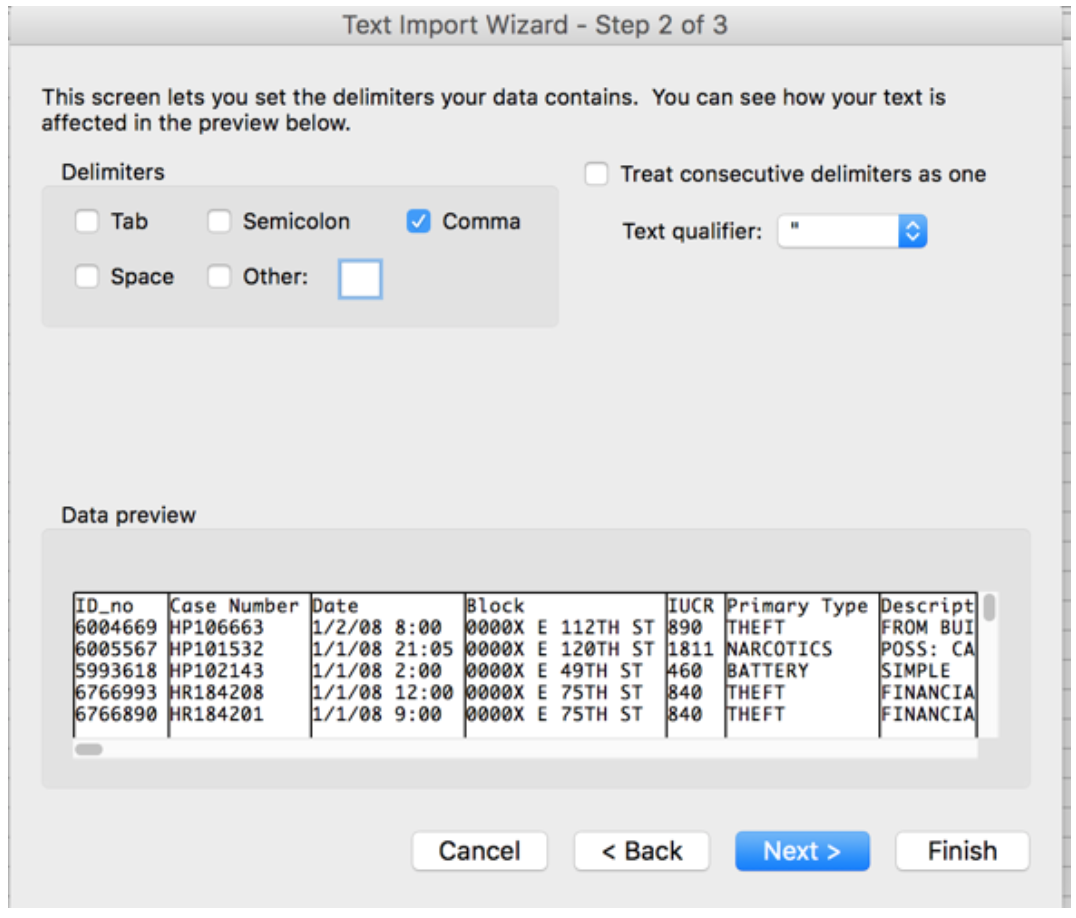 Text Import Wizard - Step 2 of 3
This screen lets you set the delimiters your data contains.  You can see how your text is
affected in the preview below.
Delimiters
Treat consecutive delimiters as one
Tab Semicolon Comma
Text qualifier: "
Space Other:
Data preview
ID_no Case Number Date Block IUCR Primary Type Descript
6004669 HP106663 1/2/08 8:00 0000X E 112TH ST 890 THEFT FROM BUI
6005567 HP101532 1/1/08 21:05 0000X E 120TH ST 1811 NARCOTICS POSS: CA
5993618 HP102143 1/1/08 2:00 0000X E 49TH ST 460 BATTERY SIMPLE
6766993 HR184208 1/1/08 12:00 0000X E 75TH ST 840 THEFT FINANCIA
6766890 HR184201 1/1/08 9:00 0000X E 75TH ST 840 THEFT FINANCIA
Cancel < Back Next > Finish